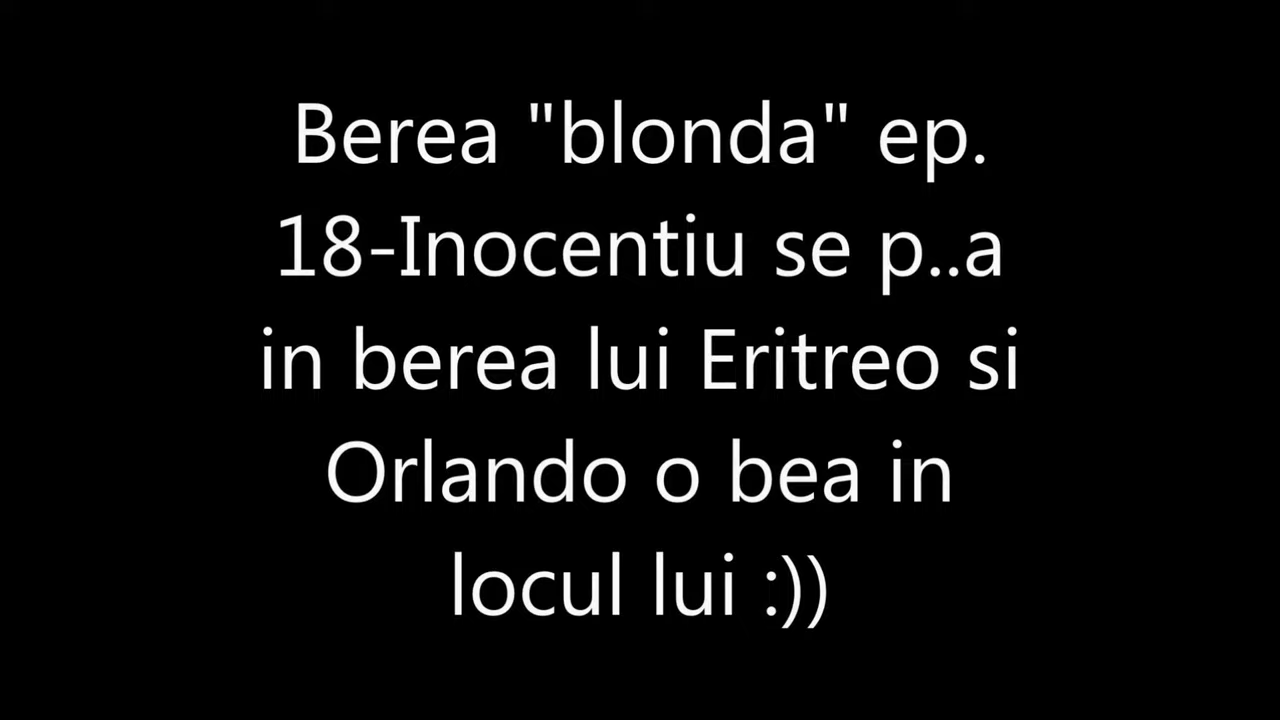 Berea "blonda" ep.
18-Inocentiu se p..a
in berea lui Eritreo si
Orlando o bea in
locul lui :))